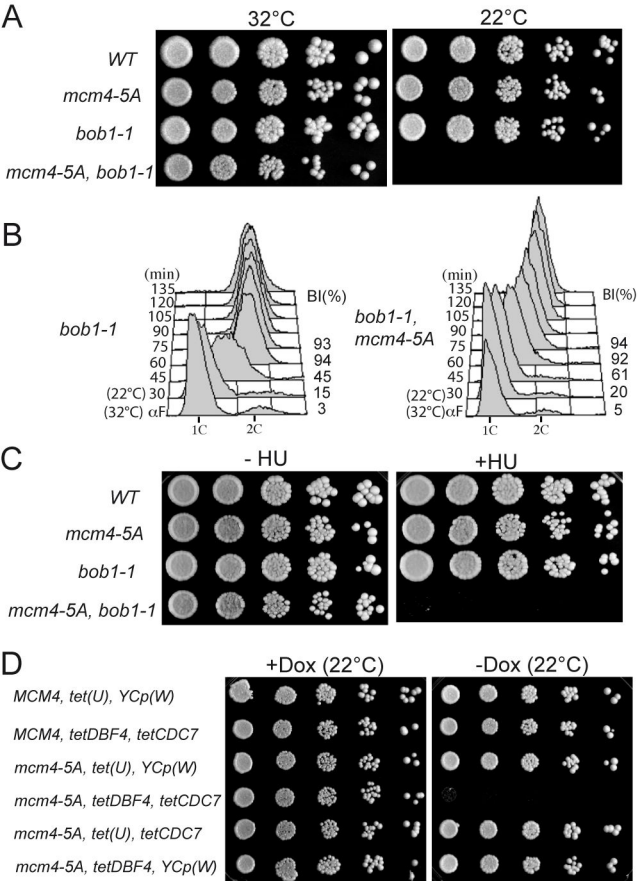 A
32°C
22°C
WT
mcm4-5A
bob1-1
mcm4-5A, bob1-1
B
(min)
135
120
105
90
75
60
45
(22°C) 30
(32°C) αF
bob1-1
BI(%)
93
94
45
15
3
1C
2C
bob1-1,
mcm4-5A
(min)
135
120
105
90
75
60
45
(22°C) 30
(32°C) αF
BI(%)
94
92
61
20
5
1C
2C
C
- HU
+HU
WT
mcm4-5A
bob1-1
mcm4-5A, bob1-1
D
+Dox (22°C)
-Dox (22°C)
MCM4, tet(U), YCp(W)
MCM4, tetDBF4, tetCDC7
mcm4-5A, tet(U), YCp(W)
mcm4-5A, tetDBF4, tetCDC7
mcm4-5A, tet(U), tetCDC7
mcm4-5A, tetDBF4, YCp(W)